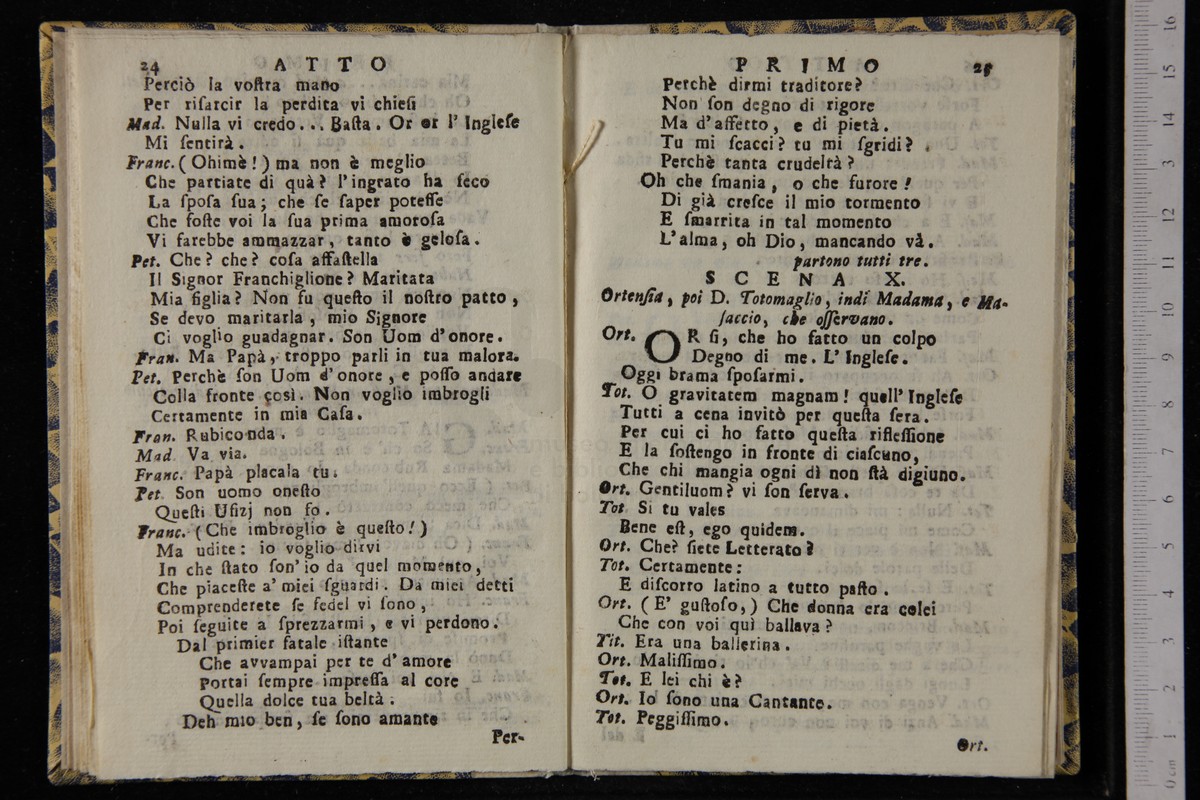 24 ATTO
Perciò la voſtra mano
Per riſarcir la perdita vi chieſi
Mad. Nulla vi credo... Baſta. Or or l' Ingleſe
Mi ſentirà.
Franc. (Ohimè!) ma non è meglio
Che partiate di quà? l'ingrato ha ſeco
La ſpoſa ſua; che ſe ſaper poteſſe
Che foſte voi la ſua prima amoroſa
Vi farebbe ammazzar, tanto è geloſa.
Pet. Che? che? coſa affaſtella
Il Signor Franchiglione? Maritata
Mia figlia? Non fu queſto il noſtro patto,
Se devo maritarla, mio Signore
Ci voglio guadagnar. Son Uom d'onore.
Fran. Ma Papà, troppo parli in tua malora.
Pet. Perchè ſon Uom d'onore, e poſſo andare
Colla fronte così. Non voglio imbrogli
Certamente in mia Caſa.
Fran. Rubiconda.
Mad Va via.
Franc. Papà placala tu.
Pet Son uomo oneſto
Queſti Ufizj non ſo.
Franc. (Che imbroglio è queſto!)
Ma udite: io voglio dirvi
In che ſtato ſon' io da quel momento,
Che piaceſte a' miei ſguardi. Da miei detti
Comprenderete ſe fedel vi ſono,
Poi ſeguite a ſprezzarmi, e vi perdono.
Dal primier fatale iſtante
Che avvampai per te d'amore
Portai ſempre impreſſa al core
Quella dolce tua beltà.
Deh mio ben, ſe ſono amante
Per-
PRIMO 25
Perchè dirmi traditore?
Non ſon degno di rigore
Ma d'affetto, e di pietà.
Tu mi ſcacci? tu mi ſgridi?
Perchè tanta crudeltà?
Oh che ſmania, o che furore!
Di già creſce il mio tormento
E ſmarrita in tal momento
L'alma, oh Dio, mancando và.
partono tutti tre.
SCENA X.
Ortenſia, poi D. Totomaglio, indi Madama, e Ma-
ſaccio, che oſſervano.
Ort. OR ſi, che ho fatto un colpo
Degno di me. L' Ingleſe.
Oggi brama ſpoſarmi.
Tot. O gravitatem magnam! quell' Ingleſe
Tutti a cena invitò per queſta ſera.
Per cui ci ho fatto queſta rifleſſione
E la ſoſtengo in fronte di ciaſcuno,
Che chi mangia ogni dì non ſtà digiuno.
Ort. Gentiluom? vi ſon ſerva.
Tot Si tu vales
Bene eſt, ego quidem.
Ort. Che? ſiete Letterato?
Tot. Certamente:
E diſcorro latino a tutto paſto.
Ort. (E' guſtoſo,) Che donna era colei
Che con voi quì ballava?
Tit. Era una ballerina.
Ort. Maliſſimo.
Tot. E lei chi è?
Ort. Io ſono una Cantante.
Tot. Peggiſſimo.
Ort.